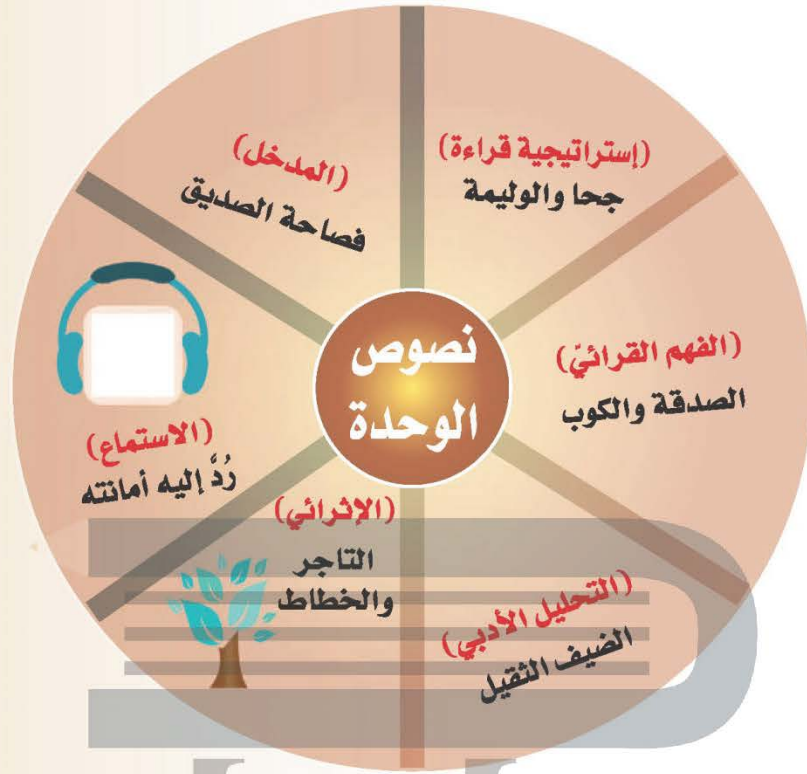 نصوص
الوحدة
(المدخل)
فصاحة الصديق
(إستراتيجية قراءة)
جحا والوليمة
(الفهم القرائيّ)
الصدقة والكوب
(التحليل الأدبي)
الضيف الثقيل
(الإثرائي)
التاجر
والخطاط
(الاستماع)
رُدَّ إليه أمانته